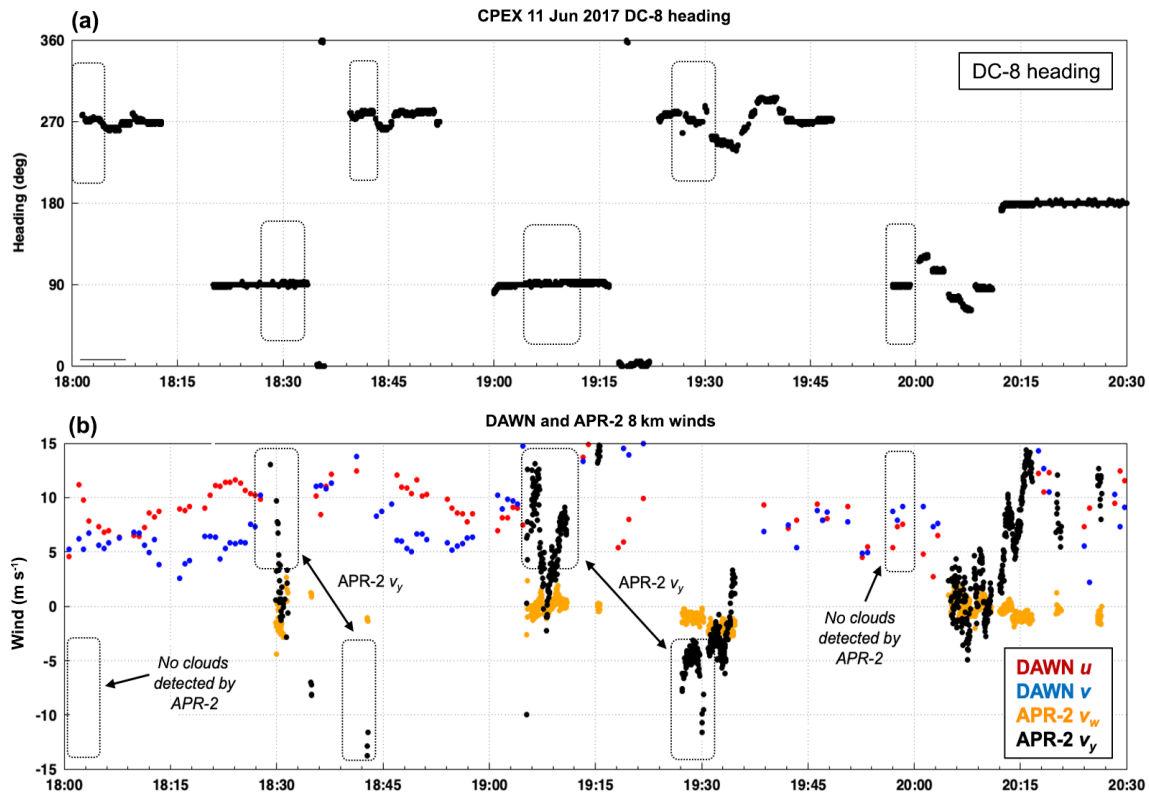 (a)
CPEX 11 Jun 2017 DC-8 heading
360
270
180
90
0
Heading (deg)
DC-8 heading
18:00
18:15
18:30
18:45
19:00
19:15
19:30
19:45
20:00
20:15
20:30
(b)
DAWN and APR-2 8 km winds
15
10
5
0
-5
-10
-15
Wind (m s⁻¹)
APR-2 vy
APR-2 vy
No clouds
detected by
APR-2
No clouds
detected by
APR-2
DAWN u
DAWN v
APR-2 vw
APR-2 vy
18:00
18:15
18:30
18:45
19:00
19:15
19:30
19:45
20:00
20:15
20:30